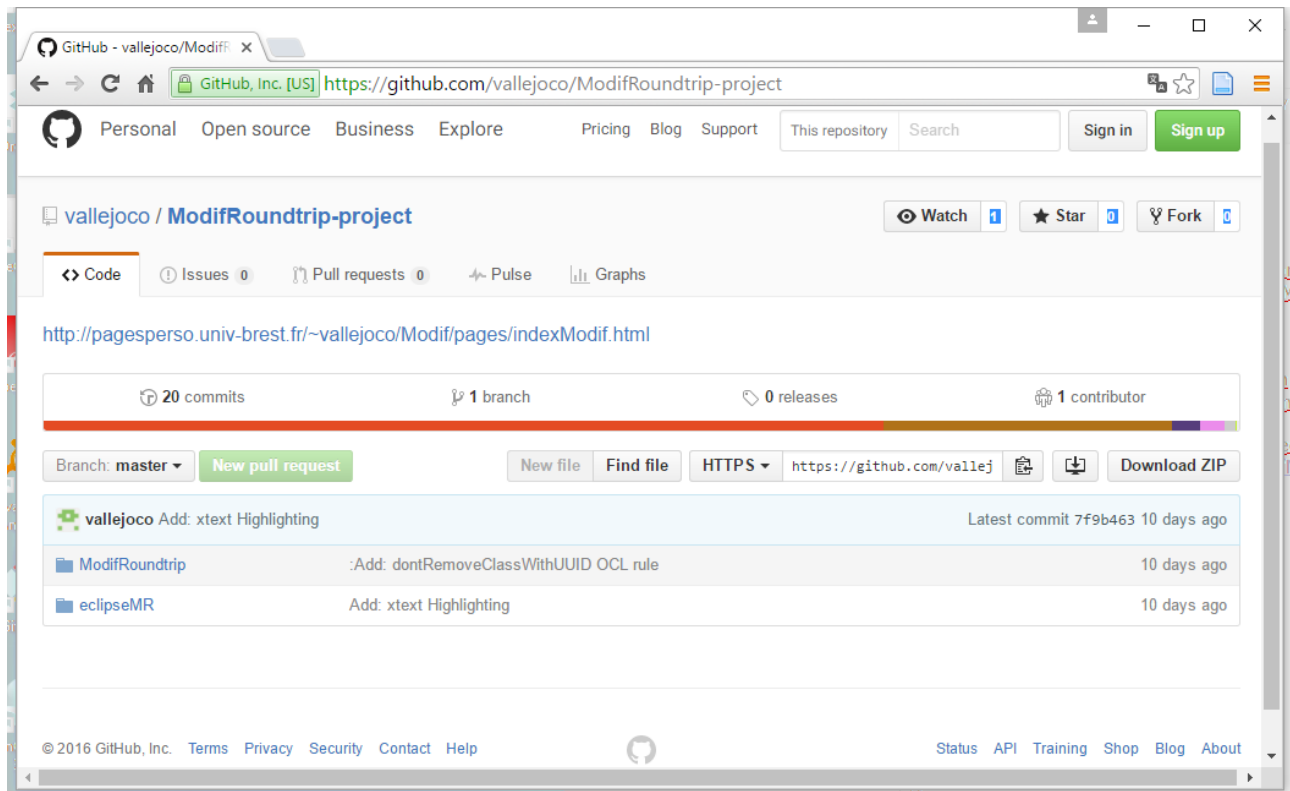 GitHub - vallejoco/ModifR
GitHub, Inc. [US] https://github.com/vallejoco/ModifRoundtrip-project
Personal Open source Business Explore Pricing Blog Support This repository Search Sign in Sign up
vallejoco / ModifRoundtrip-project Watch 1 Star 0 Fork 0
<> Code Issues 0 Pull requests 0 Pulse Graphs
http://pagesperso.univ-brest.fr/~vallejoco/Modif/pages/indexModif.html
20 commits 1 branch 0 releases 1 contributor
Branch: master New pull request New file Find file HTTPS https://github.com/vallej Download ZIP
vallejoco Add: xtext Highlighting Latest commit 7f9b463 10 days ago
ModifRoundtrip :Add: dontRemoveClassWithUUID OCL rule 10 days ago
eclipseMR Add: xtext Highlighting 10 days ago
© 2016 GitHub, Inc. Terms Privacy Security Contact Help Status API Training Shop Blog About